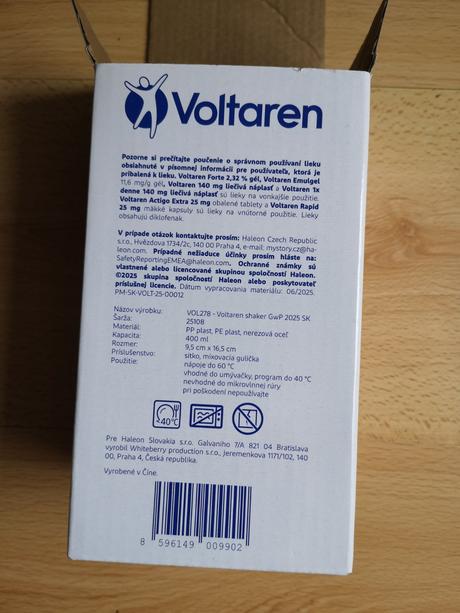 Voltaren
Pozorne si prečítajte poučenie o správnom používaní lieku
obsiahnuté v písomnej informácii pre používateľa, ktorá je
pribalená k lieku. Voltaren Forte 2,32 % gél, Voltaren Emulgel
11,6 mg/g gél, Voltaren 140 mg liečivá náplasť a Voltaren 1x
denne 140 mg liečivá náplasť sú lieky na vonkajšie použitie.
Voltaren Actigo Extra 25 mg obalené tablety a Voltaren Rapid
25 mg mäkké kapsuly sú lieky na vnútorné použitie. Lieky
obsahujú diklofenak.
V prípade otázok kontaktujte prosím: Haleon Czech Republic
s.r.o., Hvězdova 1734/2c, 140 00 Praha 4, e-mail: mystory.cz@ha-
leon.com. Prípadné nežiaduce účinky prosím hláste na:
SafetyReportingEMEA@haleon.com. Ochranné známky sú
vlastnené alebo licencované skupinou spoločností Haleon.
©2025 skupina spoločností Haleon alebo poskytovateľ
príslušnej licencie. Dátum vypracovania materiálu: 06/2025.
PM-SK-VOLT-25-00012
Názov výrobku: VOL278 - Voltaren shaker GwP 2025 SK
Šarža: 25108
Materiál: PP plast, PE plast, nerezová oceľ
Kapacita: 400 ml
Rozmer: 9,5 cm x 16,5 cm
Príslušenstvo: sitko, mixovacia gulička
Použitie: nápoje do 60 °C
vhodné do umývačky, program do 40 °C
nevhodné do mikrovlnnej rúry
pri poškodení nepoužívajte
<40°C
Pre Haleon Slovakia s.r.o. Galvaniho 7/A 821 04 Bratislava
vyrobil Whiteberry production s.r.o., Jeremenkova 1171/102, 140
00, Praha 4, Česká republika.
Vyrobené v Číne.
8 596149 009902